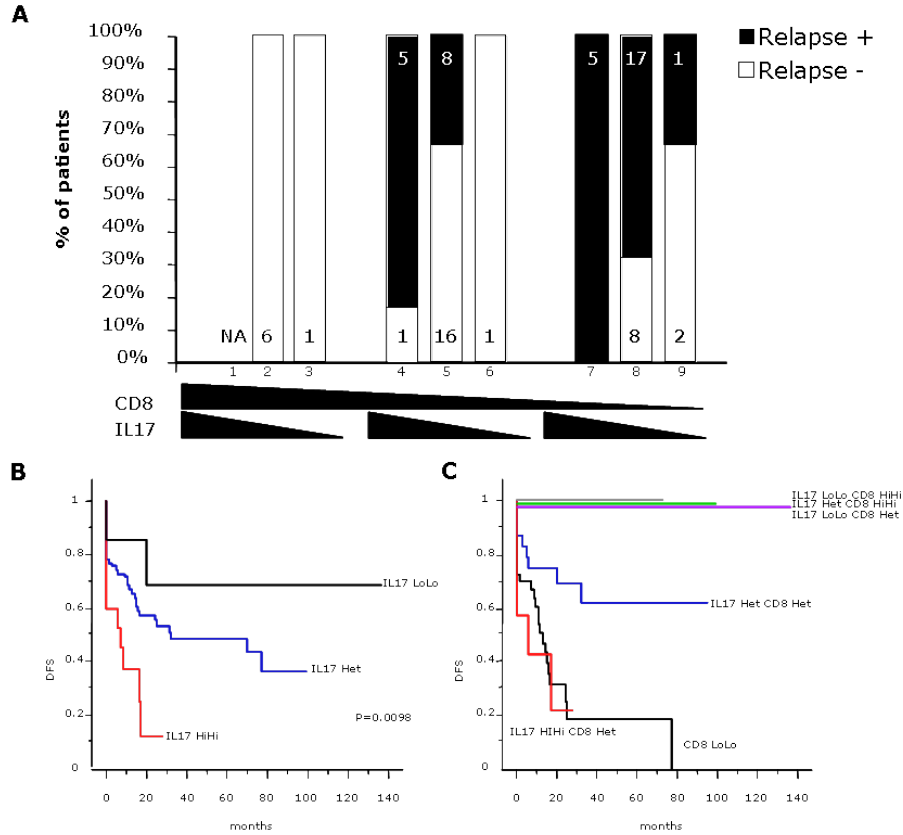 A
Relapse +
Relapse -
% of patients
100%
90%
80%
70%
60%
50%
40%
30%
20%
10%
0%
5 8 5 17 1
NA 6 1 1 16 1 8 2
1 2 3 4 5 6 7 8 9
CD8
IL17
B
DFS
1
0.8
0.6
0.4
0.2
0
IL17 LoLo
IL17 Het
P=0.0098
IL17 HiHi
0 20 40 60 80 100 120 140
months
C
DFS
1
0.8
0.6
0.4
0.2
0
IL17 LoLo CD8 HiHi
IL17 Het CD8 HiHi
IL17 LoLo CD8 Het
IL17 Het CD8 Het
IL17 HIHi CD8 Het
CD8 LoLo
0 20 40 60 80 100 120 140
months